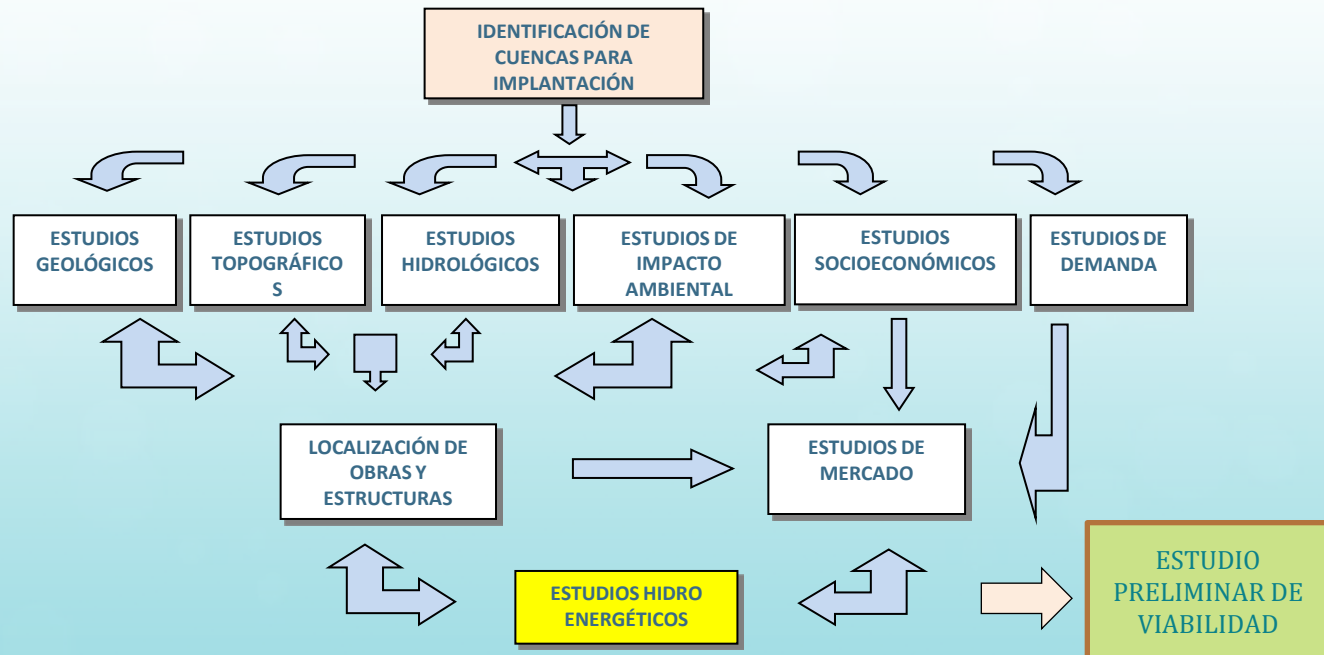 IDENTIFICACIÓN DE
CUENCAS PARA
IMPLANTACIÓN
ESTUDIOS
GEOLÓGICOS
ESTUDIOS
TOPOGRÁFICO
S
ESTUDIOS
HIDROLÓGICOS
ESTUDIOS DE
IMPACTO
AMBIENTAL
ESTUDIOS
SOCIOECONÓMICOS
ESTUDIOS DE
DEMANDA
LOCALIZACIÓN DE
OBRAS Y
ESTRUCTURAS
ESTUDIOS DE
MERCADO
ESTUDIOS HIDRO
ENERGÉTICOS
ESTUDIO
PRELIMINAR DE
VIABILIDAD